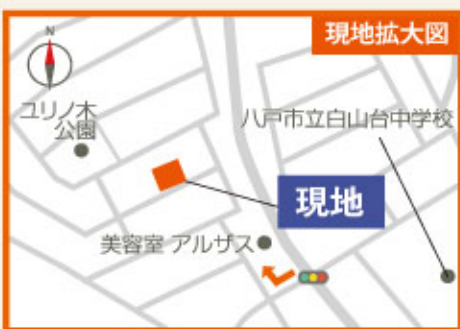 現地拡大図
N
ユリノ木
公園
八戸市立白山台中学校
現地
美容室 アルザス